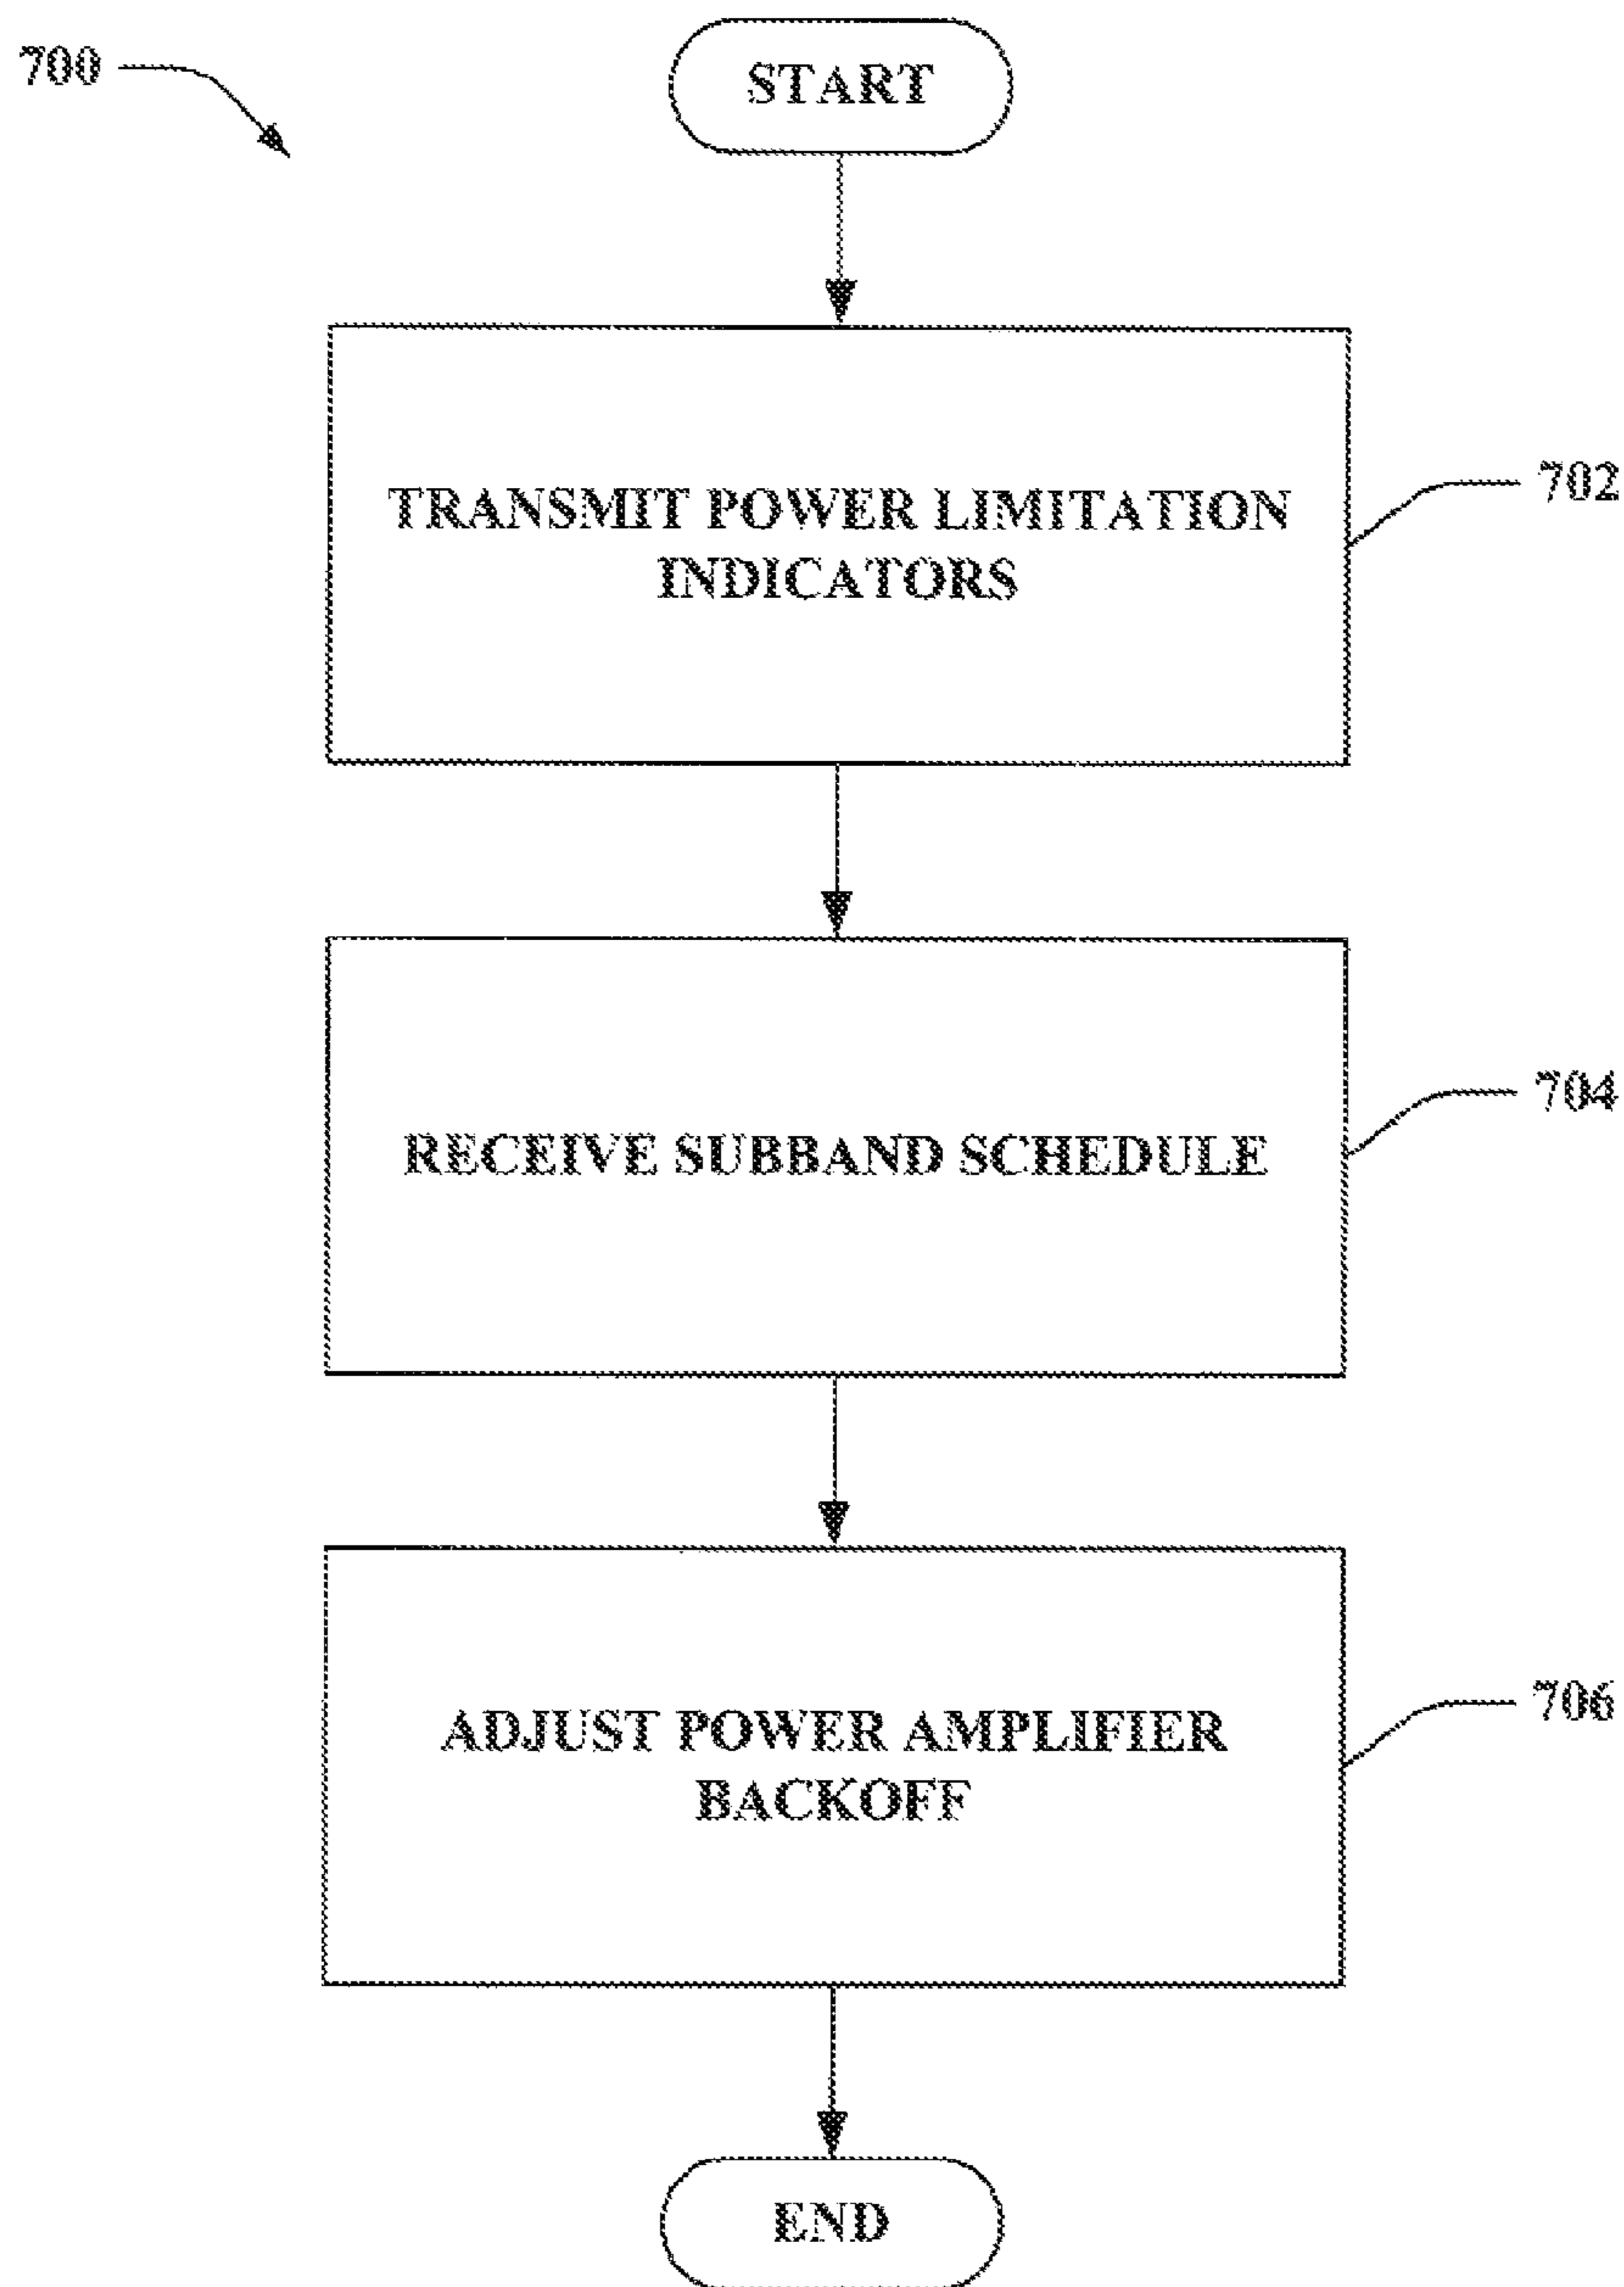 700
START
TRANSMIT POWER LIMITATION
INDICATORS
702
RECEIVE SUBBAND SCHEDULE
704
ADJUST POWER AMPLIFIER
BACKOFF
706
END